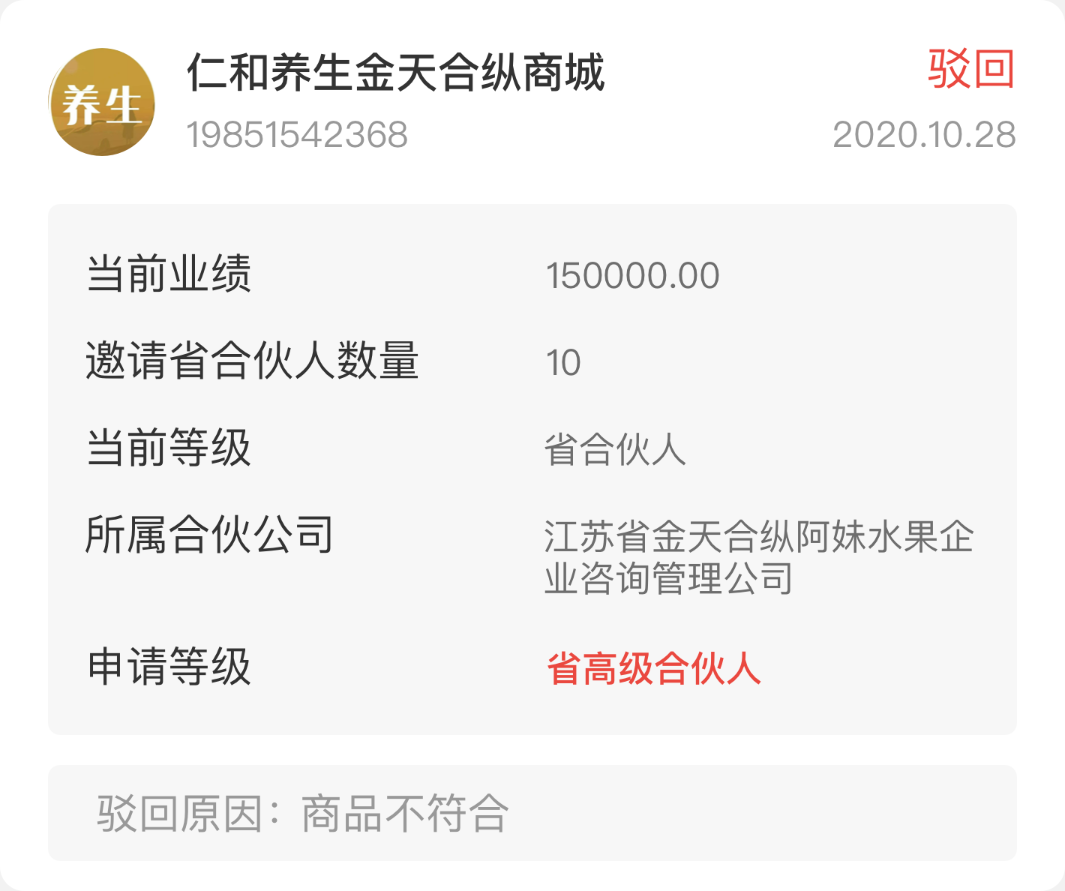 养生
仁和养生金天合纵商城
驳回
19851542368
2020.10.28
当前业绩
150000.00
邀请省合伙人数量
10
当前等级
省合伙人
所属合伙公司
江苏省金天合纵阿妹水果企
业咨询管理公司
申请等级
省高级合伙人
驳回原因：商品不符合